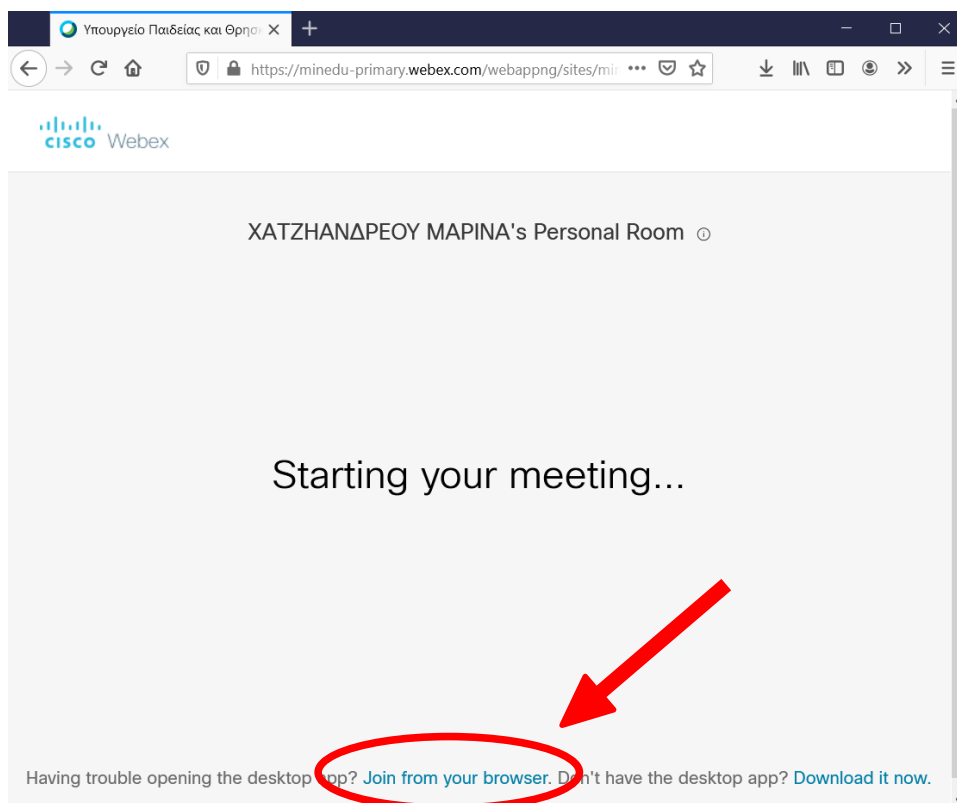 Υπουργείο Παιδείας και Θρησ
https://minedu-primary.webex.com/webappng/sites/mi
cisco Webex
ΧΑΤΖΗΑΝΔΡΕΟΥ ΜΑΡΙΝΑ's Personal Room
Starting your meeting...
Having trouble opening the desktop app? Join from your browser. Don't have the desktop app? Download it now.